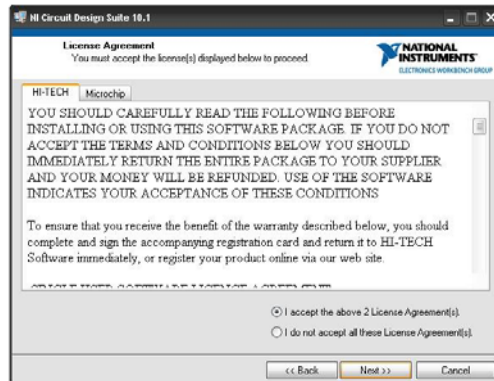 NI Circuit Design Suite 10.1
License Agreement
You must accept the license(s) displayed below to proceed.
NATIONAL
INSTRUMENTS
ELECTRONICS WORKBENCH GROUP
HI-TECH
Microchip
YOU SHOULD CAREFULLY READ THE FOLLOWING BEFORE
INSTALLING OR USING THIS SOFTWARE PACKAGE. IF YOU DO NOT
ACCEPT THE TERMS AND CONDITIONS BELOW YOU SHOULD
IMMEDIATELY RETURN THE ENTIRE PACKAGE TO YOUR SUPPLIER
AND YOUR MONEY WILL BE REFUNDED. USE OF THE SOFTWARE
INDICATES YOUR ACCEPTANCE OF THESE CONDITIONS
To ensure that you receive the benefit of the warranty described below, you should
complete and sign the accompanying registration card and return it to HI-TECH
Software immediately, or register your product online via our web site.
I accept the above 2 License Agreement(s).
I do not accept all these License Agreement(s).
<< Back
Next >>
Cancel